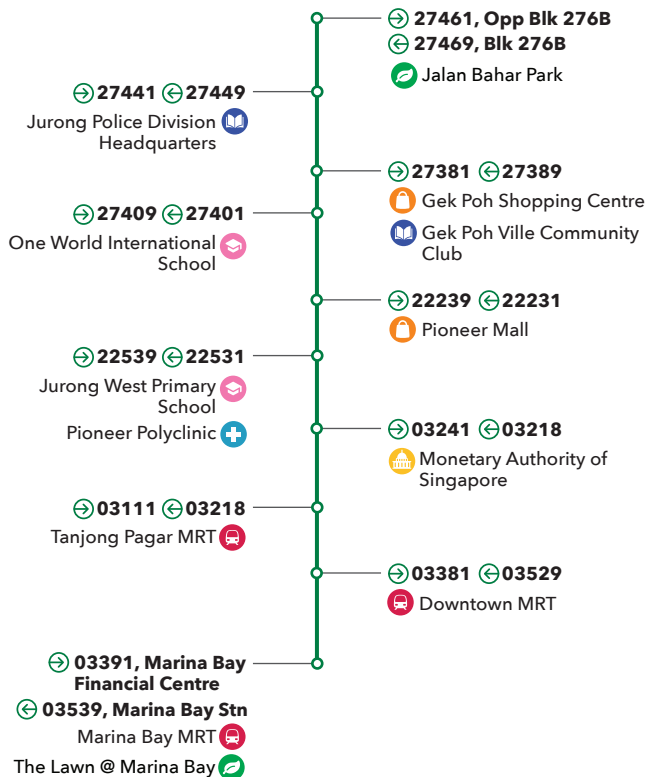 27461, Opp Blk 276B
27469, Blk 276B
Jalan Bahar Park
27441 27449
Jurong Police Division
Headquarters
27381 27389
Gek Poh Shopping Centre
Gek Poh Ville Community
Club
27409 27401
One World International
School
22239 22231
Pioneer Mall
22539 22531
Jurong West Primary
School
Pioneer Polyclinic
03241 03218
Monetary Authority of
Singapore
03111 03218
Tanjong Pagar MRT
03381 03529
Downtown MRT
03391, Marina Bay
Financial Centre
03539, Marina Bay Stn
Marina Bay MRT
The Lawn @ Marina Bay